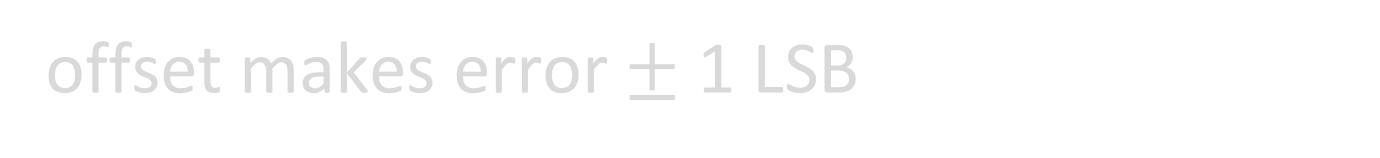 offset makes error ± 1 LSB